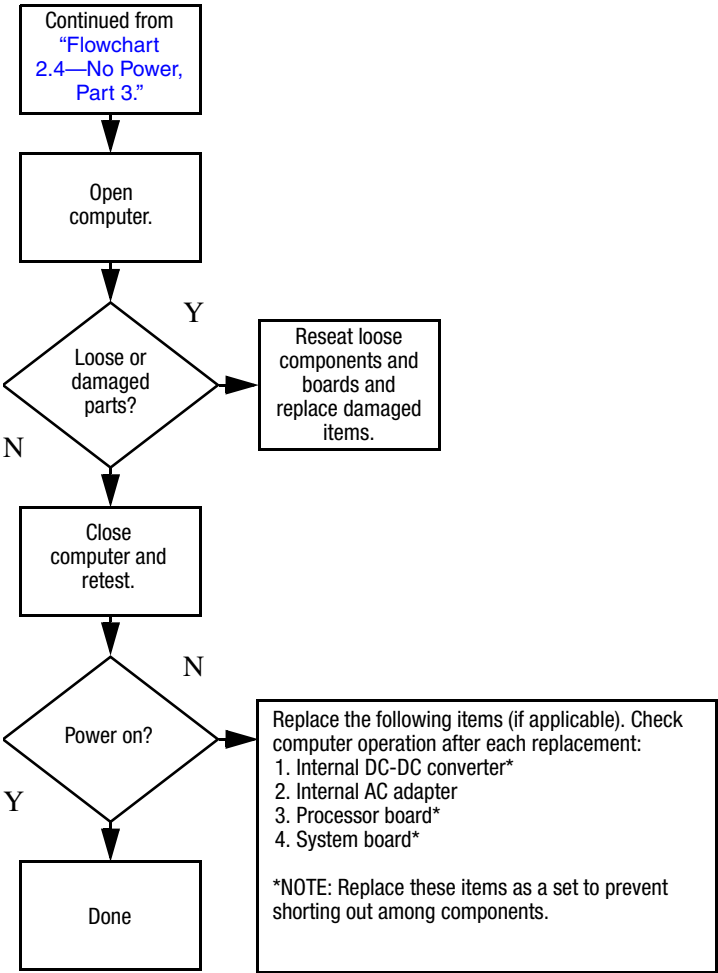 Continued from
“Flowchart
2.4—No Power,
Part 3.”
Open
computer.
Y
Loose or
damaged
parts?
Reseat loose
components and
boards and
replace damaged
items.
N
Close
computer and
retest.
N
Power on?
Replace the following items (if applicable). Check
computer operation after each replacement:
1. Internal DC-DC converter*
2. Internal AC adapter
3. Processor board*
4. System board*
*NOTE: Replace these items as a set to prevent
shorting out among components.
Y
Done